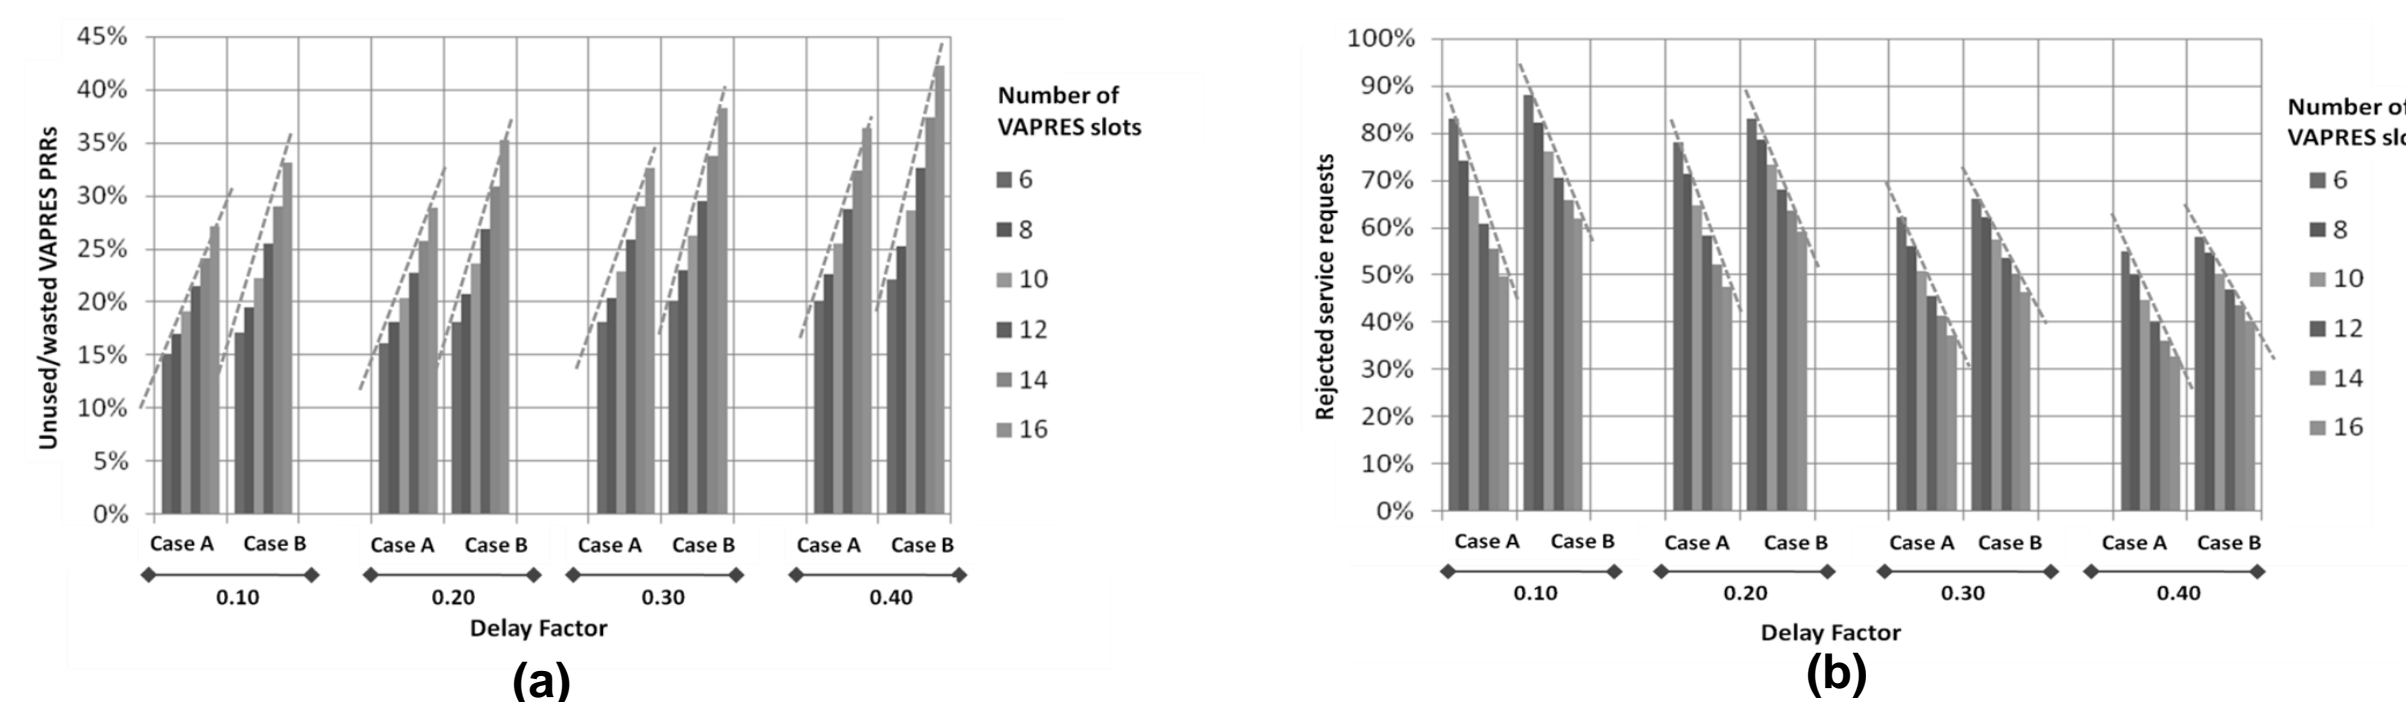 45%
40%
35%
30%
25%
20%
15%
10%
5%
0%
Unused/wasted VAPRES PRRs
Case A Case B Case A Case B Case A Case B Case A Case B
0.10 0.20 0.30 0.40
Delay Factor
Number of
VAPRES slots
6
8
10
12
14
16
(a)
100%
90%
80%
70%
60%
50%
40%
30%
20%
10%
0%
Rejected service requests
Case A Case B Case A Case B Case A Case B Case A Case B
0.10 0.20 0.30 0.40
Delay Factor
Number of
VAPRES slo
6
8
10
12
14
16
(b)